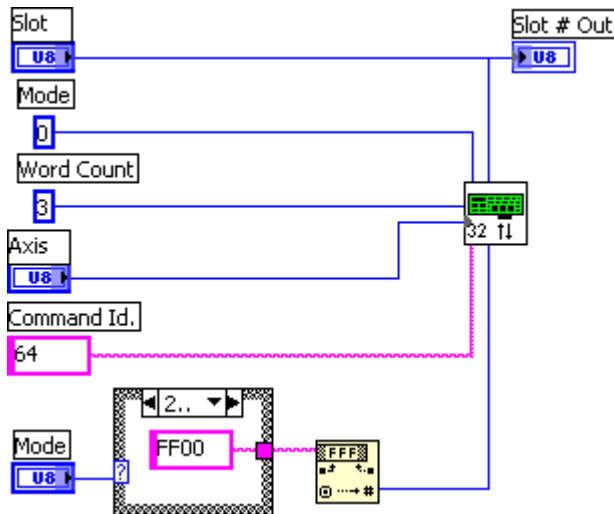 Slot
Slot # Out
U8
U8
Mode
0
Word Count
3
32
Axis
U8
Command Id.
64
2..
Mode
FF00
FFF
U8
?
#